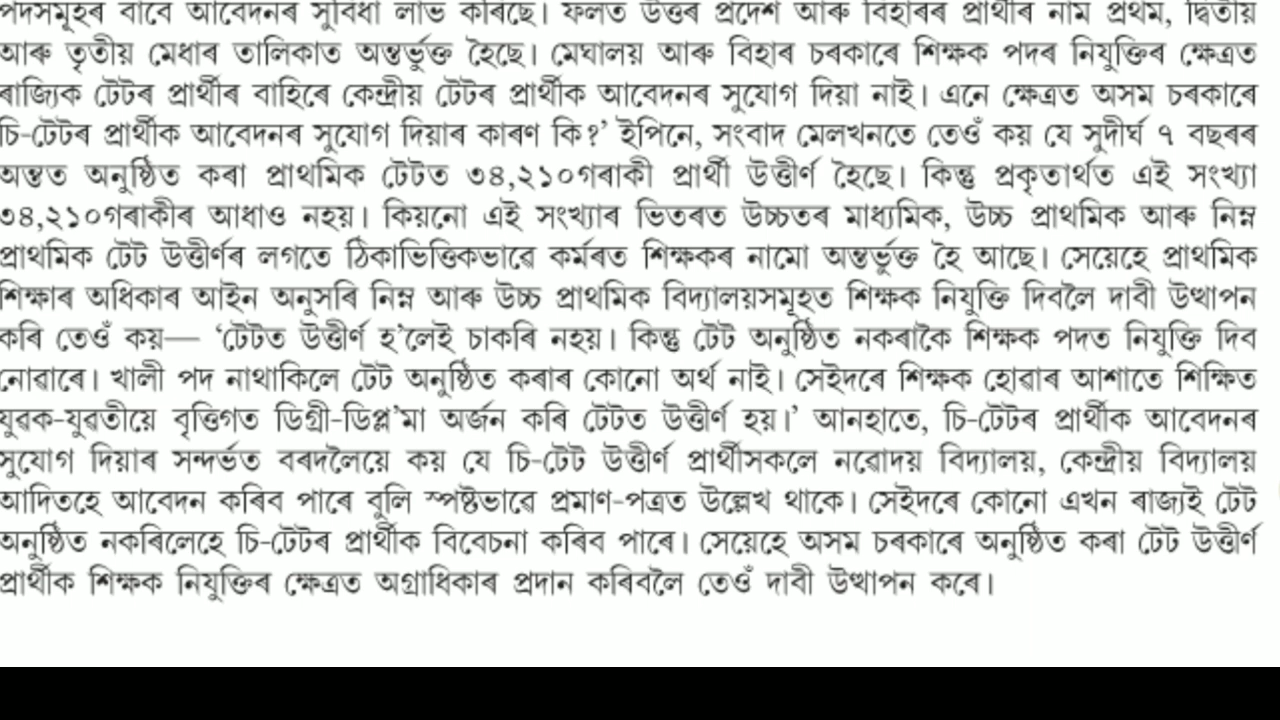 পদসমূহৰ বাবে আবেদনৰ সুবিধা লাভ কৰিছে। ফলত উত্তৰ প্ৰদেশ আৰু বিহাৰৰ প্ৰাৰ্থীৰ নাম প্ৰথম, দ্বিতীয়
আৰু তৃতীয় মেধাৰ তালিকাত অন্তৰ্ভুক্ত হৈছে। মেঘালয় আৰু বিহাৰ চৰকাৰে শিক্ষক পদৰ নিযুক্তিৰ ক্ষেত্ৰত
ৰাজ্যিক টেটৰ প্ৰাৰ্থীৰ বাহিৰে কেন্দ্ৰীয় টেটৰ প্ৰাৰ্থীক আবেদনৰ সুযোগ দিয়া নাই। এনে ক্ষেত্ৰত অসম চৰকাৰে
চি-টেটৰ প্ৰাৰ্থীক আবেদনৰ সুযোগ দিয়াৰ কাৰণ কি?’ ইপিনে, সংবাদ মেলখনতে তেওঁ কয় যে সুদীৰ্ঘ ৭ বছৰৰ
অন্তত অনুষ্ঠিত কৰা প্ৰাথমিক টেটত ৩৪,২১০গৰাকী প্ৰাৰ্থী উত্তীৰ্ণ হৈছে। কিন্তু প্ৰকৃতাৰ্থত এই সংখ্যা
৩৪,২১০গৰাকীৰ আধাও নহয়। কিয়নো এই সংখ্যাৰ ভিতৰত উচ্চতৰ মাধ্যমিক, উচ্চ প্ৰাথমিক আৰু নিম্ন
প্ৰাথমিক টেট উত্তীৰ্ণৰ লগতে ঠিকাভিত্তিকভাৱে কৰ্মৰত শিক্ষকৰ নামো অন্তৰ্ভুক্ত হৈ আছে। সেয়েহে প্ৰাথমিক
শিক্ষাৰ অধিকাৰ আইন অনুসৰি নিম্ন আৰু উচ্চ প্ৰাথমিক বিদ্যালয়সমূহত শিক্ষক নিযুক্তি দিবলৈ দাবী উত্থাপন
কৰি তেওঁ কয়— ‘টেটত উত্তীৰ্ণ হ’লেই চাকৰি নহয়। কিন্তু টেট অনুষ্ঠিত নকৰাকৈ শিক্ষক পদত নিযুক্তি দিব
নোৱাৰে। খালী পদ নাথাকিলে টেট অনুষ্ঠিত কৰাৰ কোনো অৰ্থ নাই। সেইদৰে শিক্ষক হোৱাৰ আশাতে শিক্ষিত
যুৱক-যুৱতীয়ে বৃত্তিগত ডিগ্ৰী-ডিপ্ল’মা অৰ্জন কৰি টেটত উত্তীৰ্ণ হয়।’ আনহাতে, চি-টেটৰ প্ৰাৰ্থীক আবেদনৰ
সুযোগ দিয়াৰ সন্দৰ্ভত বৰদলৈয়ে কয় যে চি-টেট উত্তীৰ্ণ প্ৰাৰ্থীসকলে নৱোদয় বিদ্যালয়, কেন্দ্ৰীয় বিদ্যালয়
আদিতহে আবেদন কৰিব পাৰে বুলি স্পষ্টভাৱে প্ৰমাণ-পত্ৰত উল্লেখ থাকে। সেইদৰে কোনো এখন ৰাজ্যই টেট
অনুষ্ঠিত নকৰিলেহে চি-টেটৰ প্ৰাৰ্থীক বিবেচনা কৰিব পাৰে। সেয়েহে অসম চৰকাৰে অনুষ্ঠিত কৰা টেট উত্তীৰ্ণ
প্ৰাৰ্থীক শিক্ষক নিযুক্তিৰ ক্ষেত্ৰত অগ্ৰাধিকাৰ প্ৰদান কৰিবলৈ তেওঁ দাবী উত্থাপন কৰে।